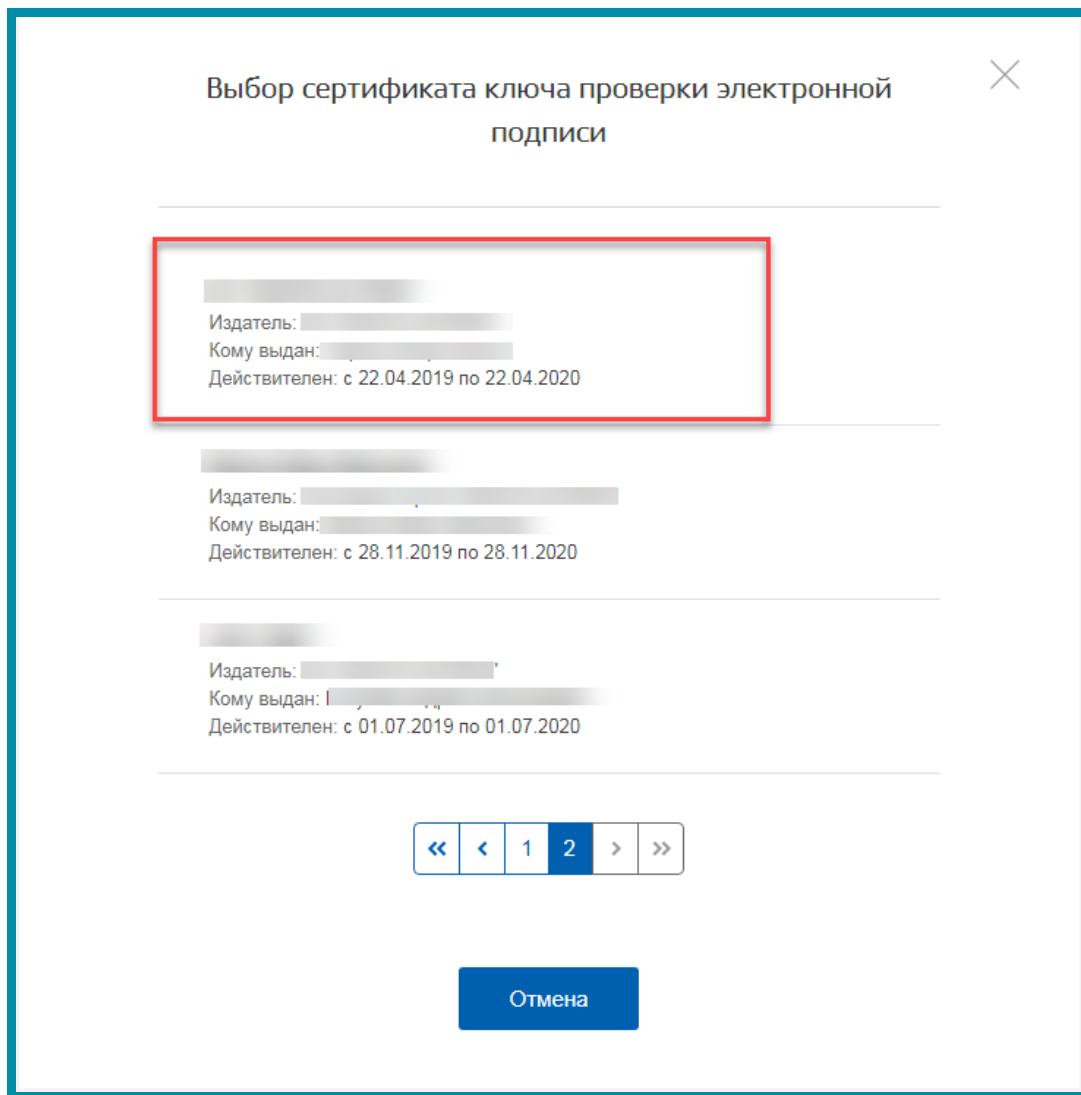 Выбор сертификата ключа проверки электронной
подписи
Издатель:
Кому выдан:
Действителен: с 22.04.2019 по 22.04.2020
Издатель:
Кому выдан:
Действителен: с 28.11.2019 по 28.11.2020
Издатель:
Кому выдан:
Действителен: с 01.07.2019 по 01.07.2020
« ‹ 1 2 › »
Отмена